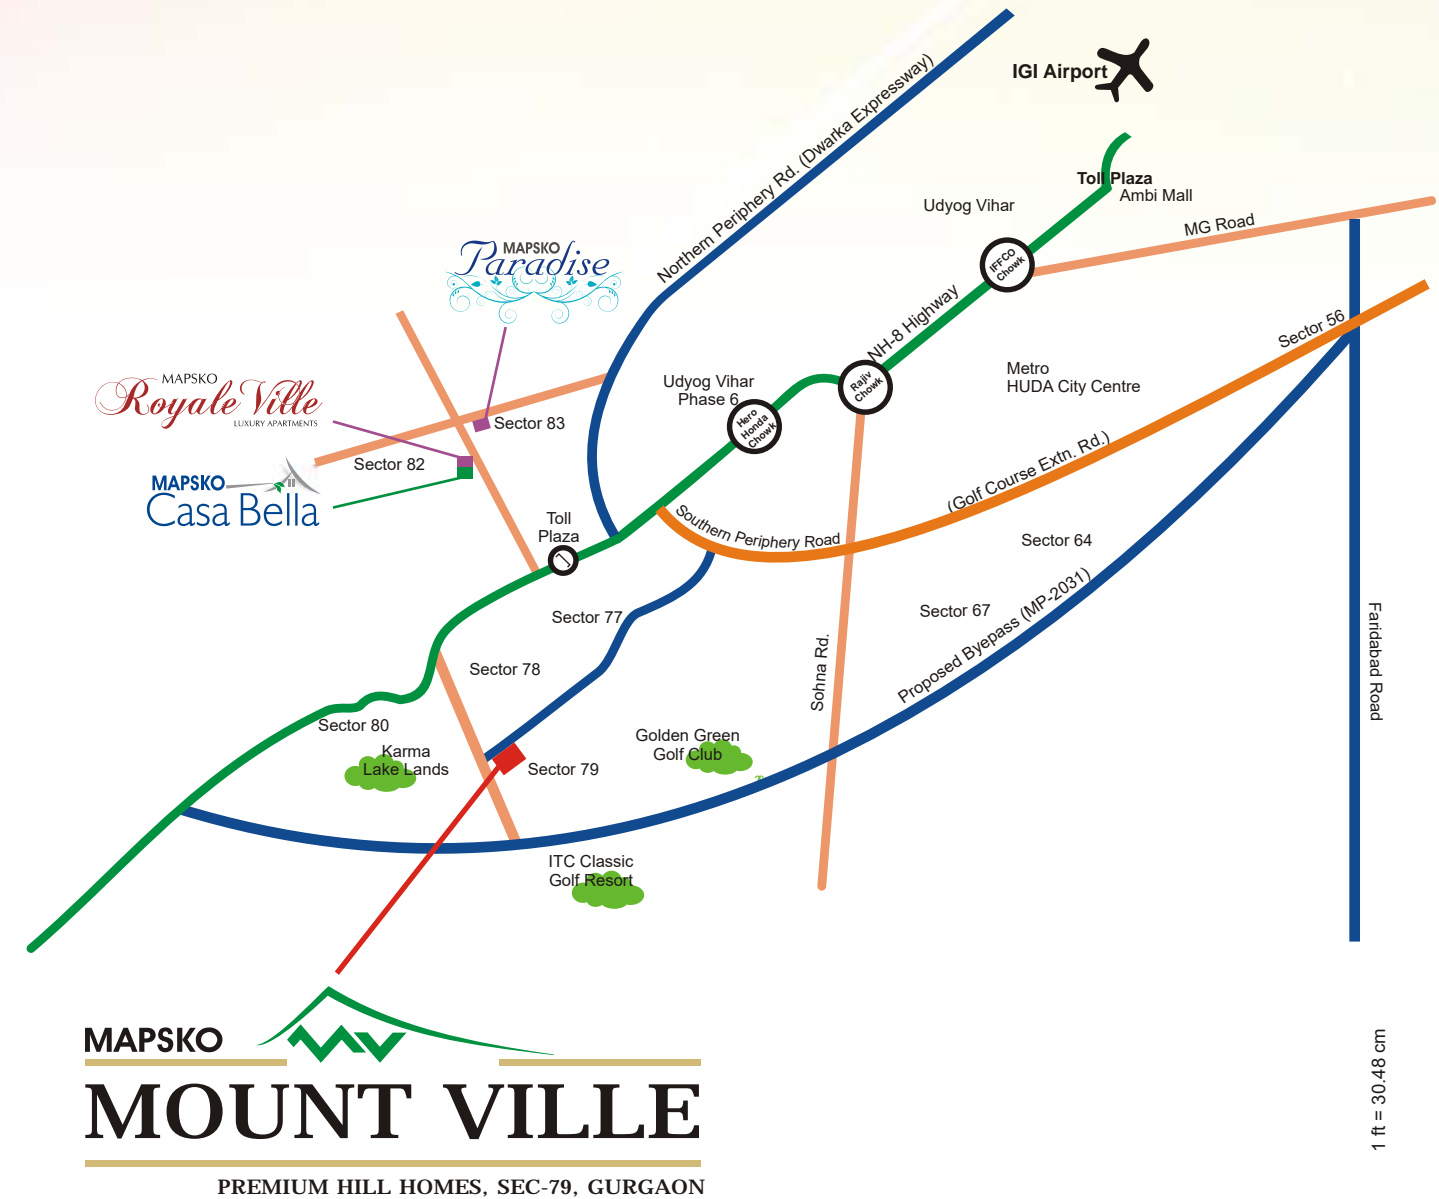 IGI Airport
Northern Periphery Rd. (Dwarka Expressway)
Toll Plaza
Ambi Mall
Udyog Vihar
MG Road
IFFCO
Chowk
MAPSKO
Paradise
NH-8 Highway
Sector 56
Metro
HUDA City Centre
Rajiv
Chowk
Udyog Vihar
Phase 6
Hero
Honda
Chowk
MAPSKO
Royale Ville
LUXURY APARTMENTS
Sector 83
Sector 82
MAPSKO
Casa Bella
(Golf Course Extn. Rd.)
Toll
Plaza
Southern Periphery Road
Sector 64
Sector 77
Sector 67
Proposed Byepass (MP-2031)
Faridabad Road
Sohna Rd.
Sector 78
Sector 80
Karma
Lake Lands
Golden Green
Golf Club
Sector 79
ITC Classic
Golf Resort
MAPSKO
MV
MOUNT VILLE
PREMIUM HILL HOMES, SEC-79, GURGAON
1 ft = 30.48 cm